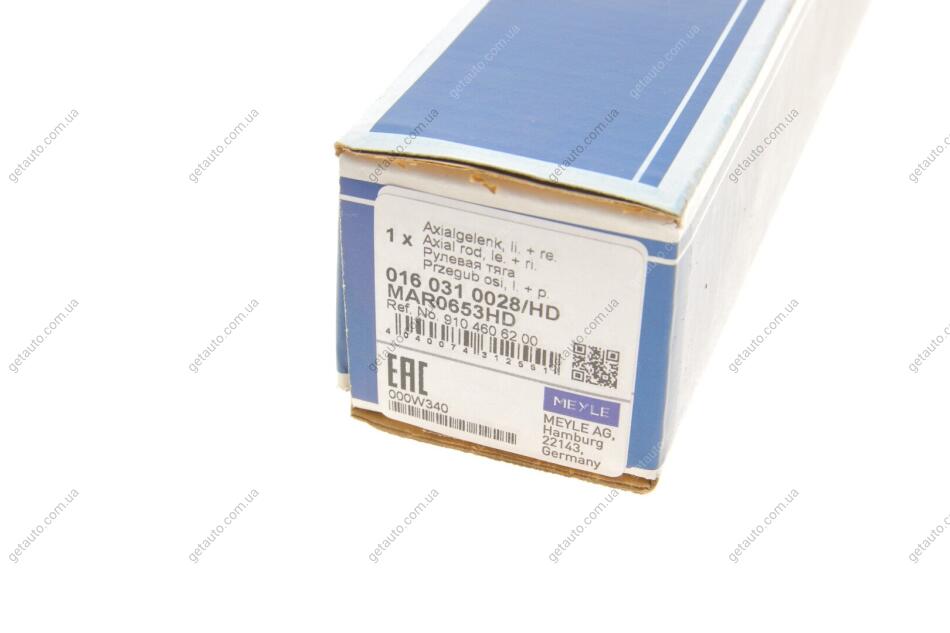 1 x
Axialgelenk, li. + re.
Axial rod, le. + ri.
Рулевая тяга
Przegub osi, l. + p.
016 031 0028/HD
MAR0653HD
Ref. No. 910 460 62 00
EAC
000W340
MEYLE
MEYLE AG,
Hamburg
22143,
Germany
getauto.com.ua